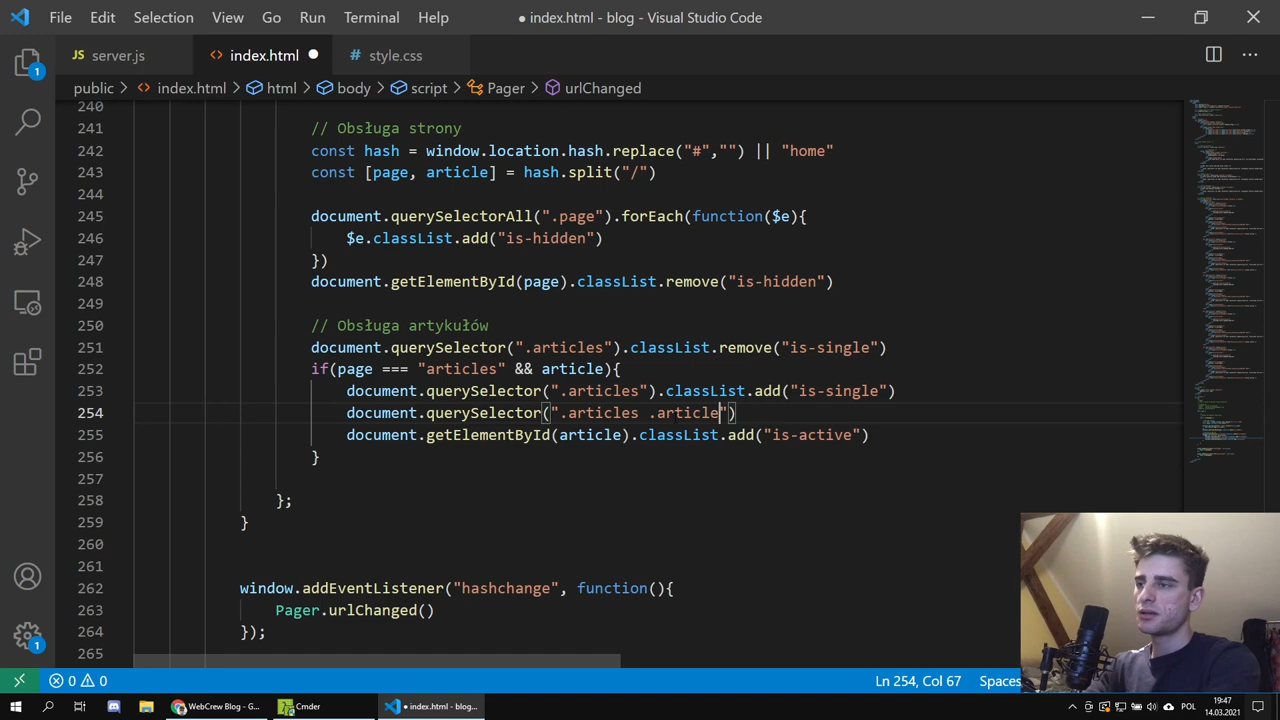 File Edit Selection View Go Run Terminal Help ● index.html - blog - Visual Studio Code
JS server.js <> index.html ● # style.css ···
public > <> index.html > html > body > script > Pager > urlChanged
240
241 // Obsługa strony
242 const hash = window.location.hash.replace("#","") || "home"
243 const [page, article] = hash.split("/")
244
245 document.querySelectorAll(".page").forEach(function($e){
246 $e.classList.add("is-hidden")
247 })
248 document.getElementById(page).classList.remove("is-hidden")
249
250 // Obsługa artykułów
251 document.querySelector(".articles").classList.remove("is-single")
252 if(page === "articles" && article){
253 document.querySelector(".articles").classList.add("is-single")
254 document.querySelector(".articles .article")
255 document.getElementById(article).classList.add("is-active")
256 }
257
258 };
259 }
260
261
262 window.addEventListener("hashchange", function(){
263 Pager.urlChanged()
264 });
265
1
1
0 0 Ln 254, Col 67 Spaces
WebCrew Blog - G... Cmder ● index.html - blog... POL 19:47
14.03.2021